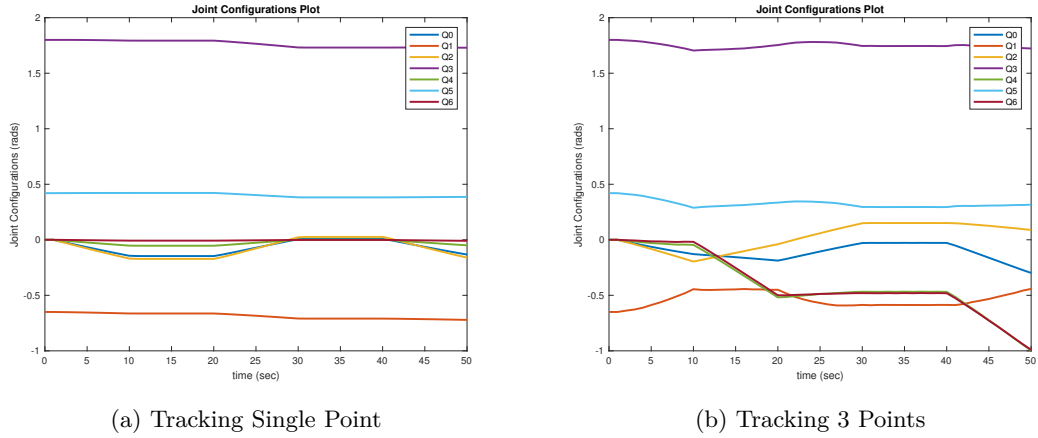 Joint Configurations Plot
2
1.5
1
0.5
0
-0.5
-1
Joint Configurations (rads)
Q0
Q1
Q2
Q3
Q4
Q5
Q6
0 5 10 15 20 25 30 35 40 45 50
time (sec)
(a) Tracking Single Point
Joint Configurations Plot
2
1.5
1
0.5
0
-0.5
-1
Joint Configurations (rads)
Q0
Q1
Q2
Q3
Q4
Q5
Q6
0 5 10 15 20 25 30 35 40 45 50
time (sec)
(b) Tracking 3 Points